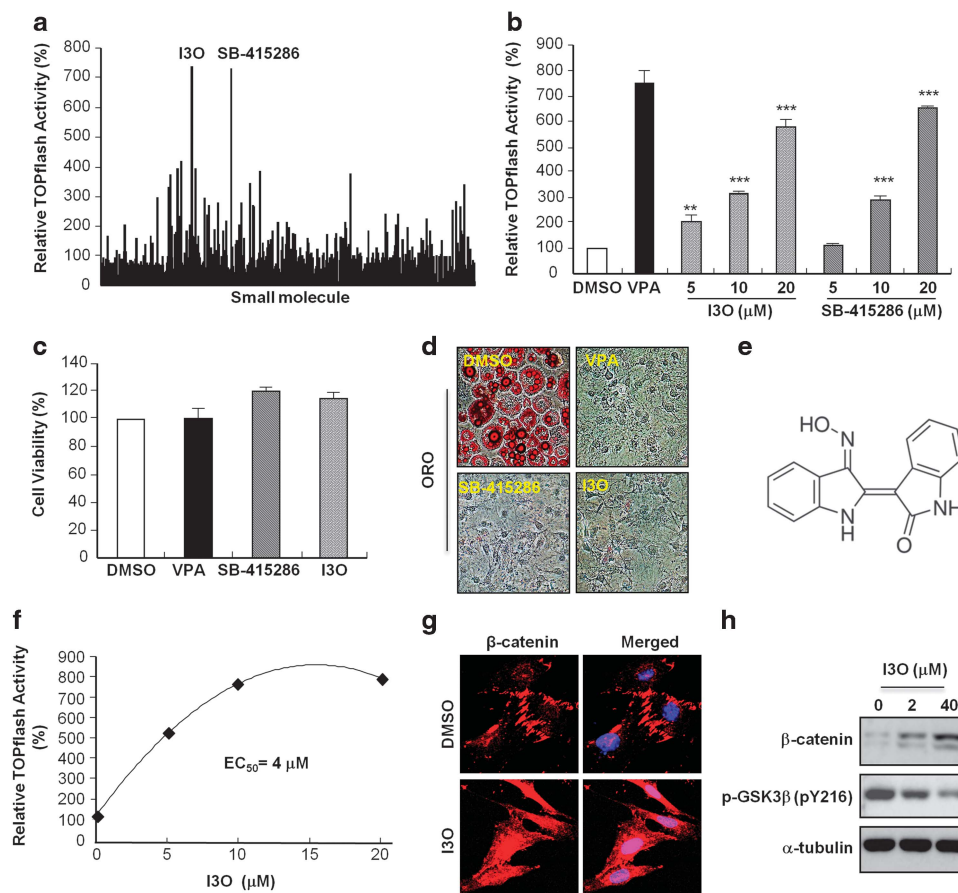 a
Relative TOPflash Activity (%)
800
700
600
500
400
300
200
100
0
I3O SB-415286
Small molecule
b
Relative TOPflash Activity (%)
900
800
700
600
500
400
300
200
100
0
** *** *** *** ***
DMSO VPA 5 10 20 5 10 20
I3O (μM) SB-415286 (μM)
c
Cell Viability (%)
140
120
100
80
60
40
20
0
DMSO VPA SB-415286 I3O
d
ORO
DMSO VPA
SB-415286 I3O
e
HO
N
NH
NH
O
f
Relative TOPflash Activity
(%)
900
800
700
600
500
400
300
200
100
0
EC50= 4 μM
0 5 10 15 20
I3O (μM)
g
β-catenin Merged
DMSO
I3O
h
I3O (μM)
0 2 40
β-catenin
p-GSK3β (pY216)
α-tubulin